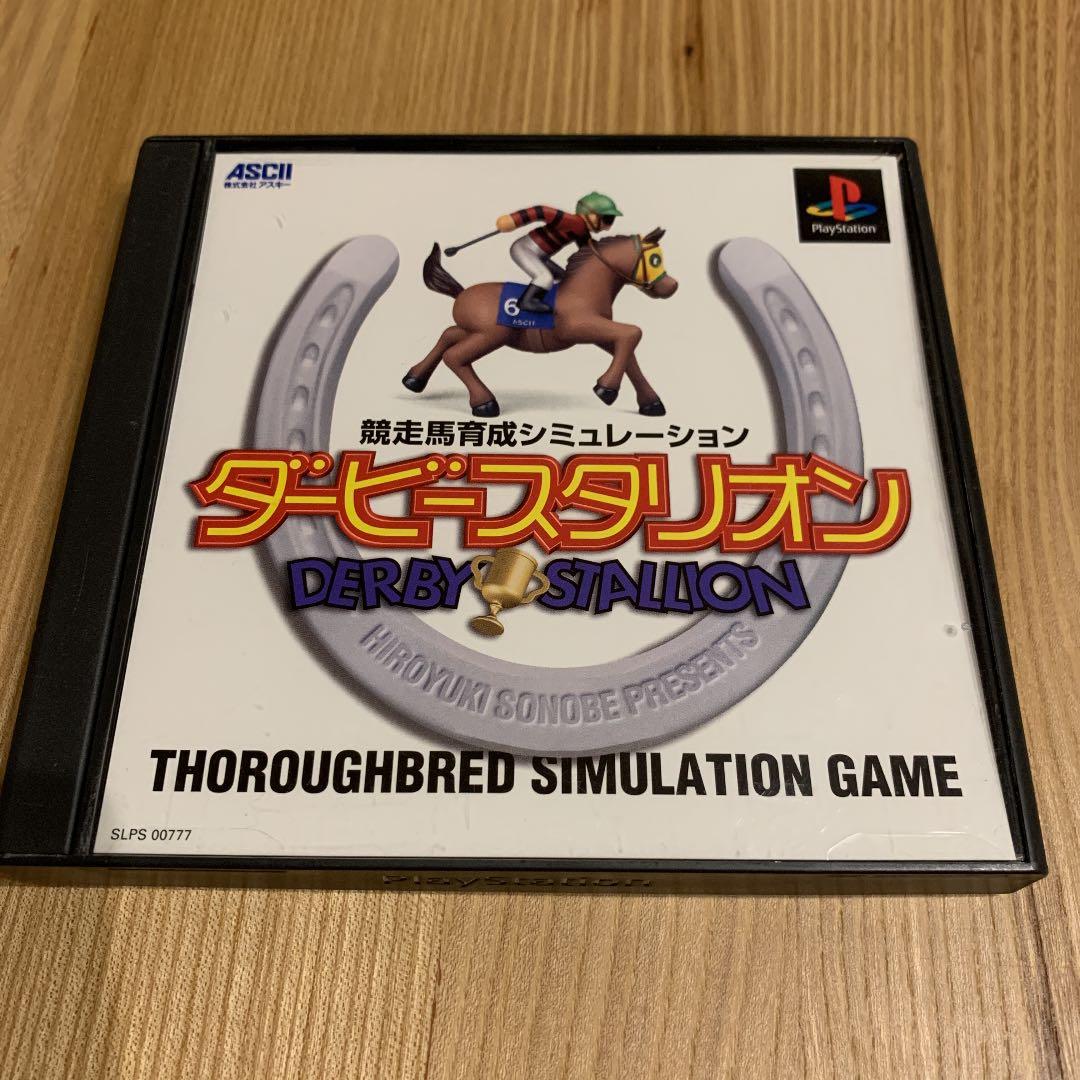 ASCII
株式会社 アスキー
PlayStation
6
ASCII
競走馬育成シミュレーション
ダービースタリオン
DERBY STALLION
HIROYUKI SONOBE PRESENTS
THOROUGHBRED SIMULATION GAME
SLPS 00777
PlayStation